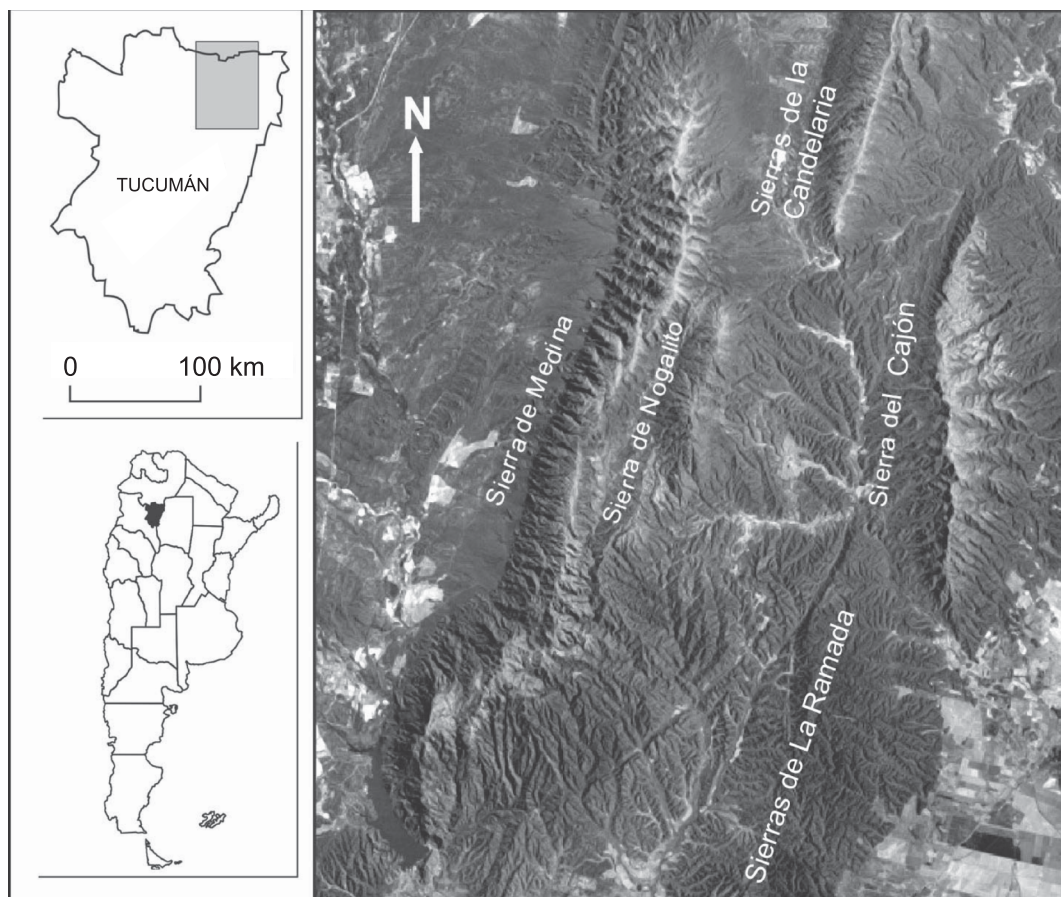 TUCUMÁN
0 100 km
N
Sierras de la
Candelaria
Sierra de Medina
Sierra de Nogalito
Sierra del Cajón
Sierras de La Ramada